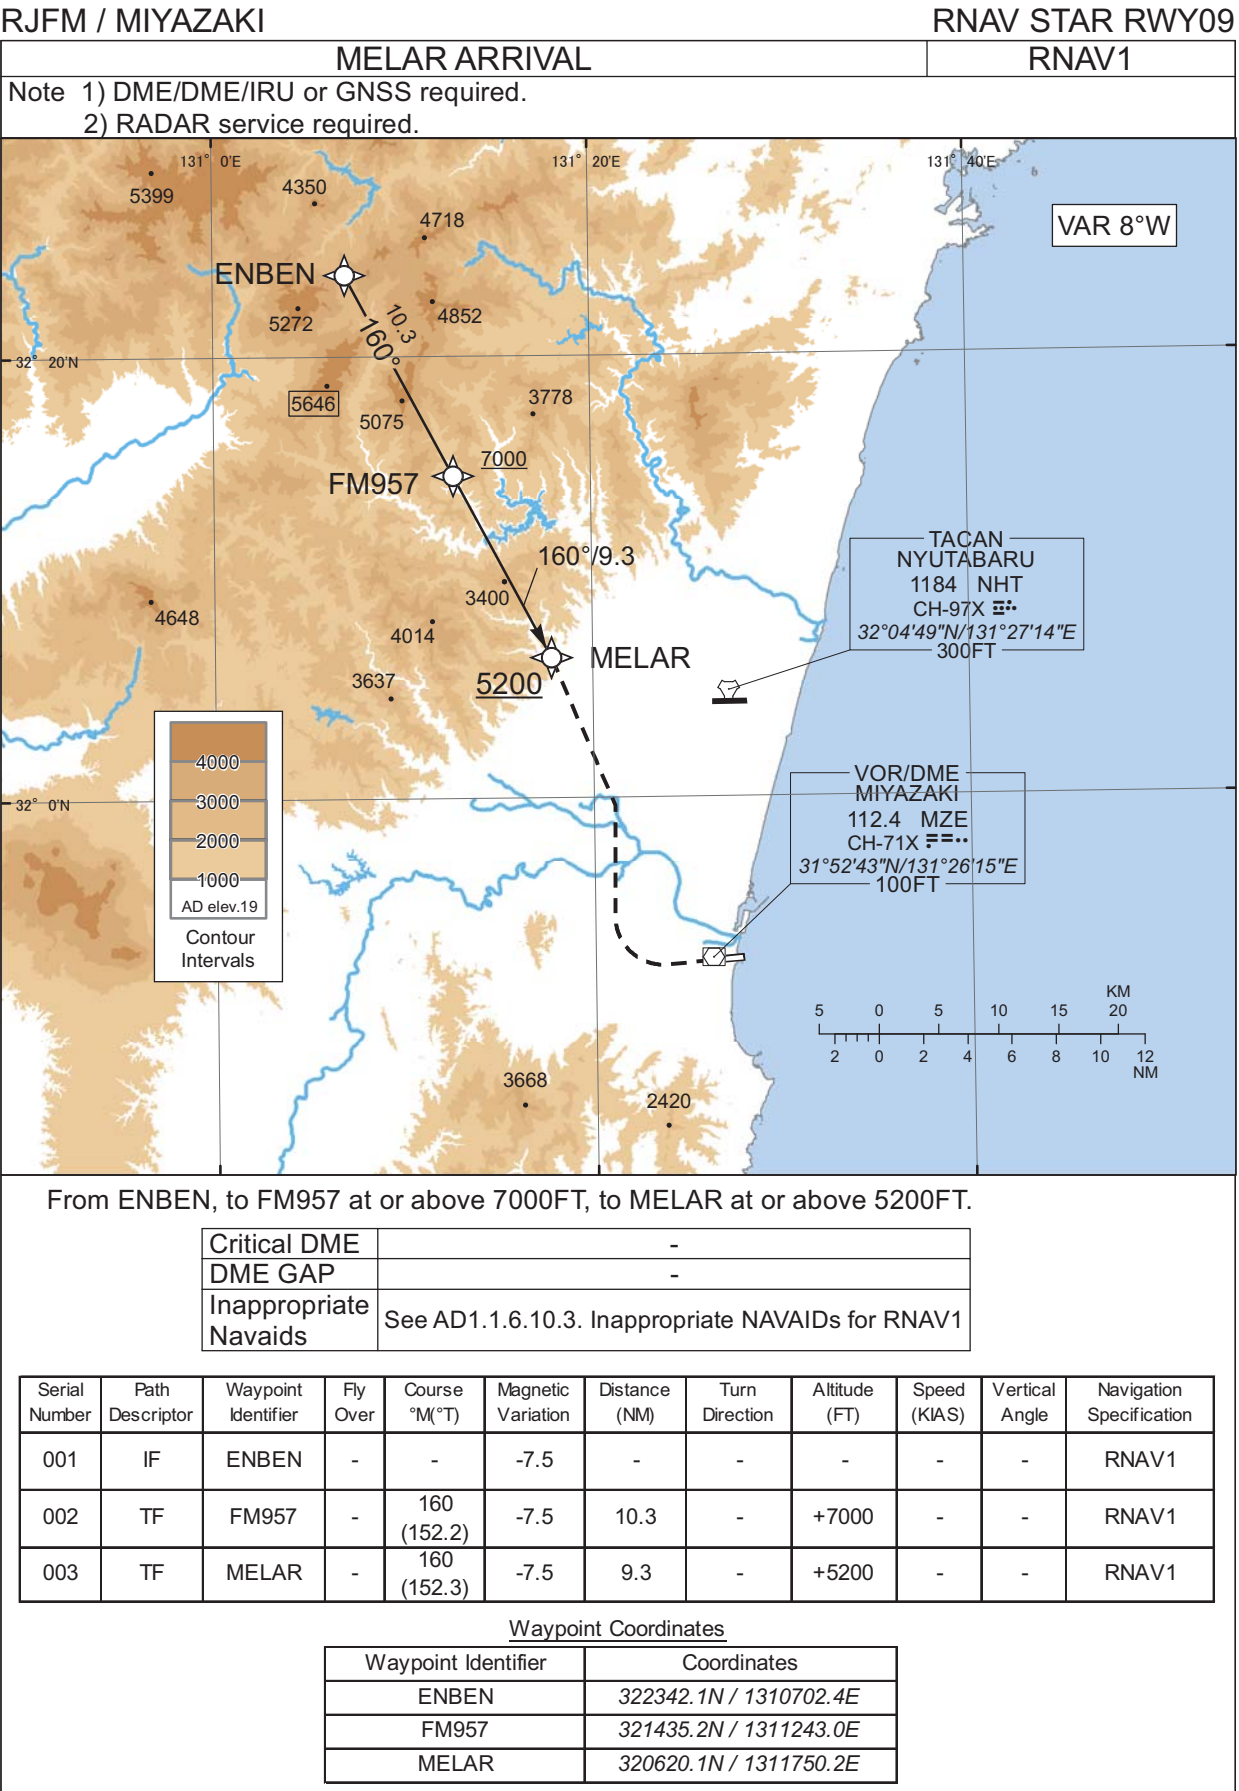 RJFM / MIYAZAKI
RNAV STAR RWY09
MELAR ARRIVAL
RNAV1
Note 1) DME/DME/IRU or GNSS required.
2) RADAR service required.
131° 0'E
131° 20'E
131° 40'E
5399
4350
4718
VAR 8°W
ENBEN
5272
4852
10.3
160°
32° 20'N
5646
5075
3778
FM957
7000
160°/9.3
3400
4648
4014
3637
MELAR
5200
TACAN
NYUTABARU
1184 NHT
CH-97X
32°04'49"N/131°27'14"E
300FT
4000
3000
2000
1000
AD elev.19
Contour
Intervals
32° 0'N
VOR/DME
MIYAZAKI
112.4 MZE
CH-71X
31°52'43"N/131°26'15"E
100FT
KM
5 0 5 10 15 20
2 0 2 4 6 8 10 12
NM
3668
2420
From ENBEN, to FM957 at or above 7000FT, to MELAR at or above 5200FT.
Critical DME -
DME GAP -
Inappropriate Navaids See AD1.1.6.10.3. Inappropriate NAVAIDs for RNAV1
Serial Number Path Descriptor Waypoint Identifier Fly Over Course °M(°T) Magnetic Variation Distance (NM) Turn Direction Altitude (FT) Speed (KIAS) Vertical Angle Navigation Specification
001 IF ENBEN - - -7.5 - - - - - RNAV1
002 TF FM957 - 160 (152.2) -7.5 10.3 - +7000 - - RNAV1
003 TF MELAR - 160 (152.3) -7.5 9.3 - +5200 - - RNAV1
Waypoint Coordinates
Waypoint Identifier Coordinates
ENBEN 322342.1N / 1310702.4E
FM957 321435.2N / 1311243.0E
MELAR 320620.1N / 1311750.2E